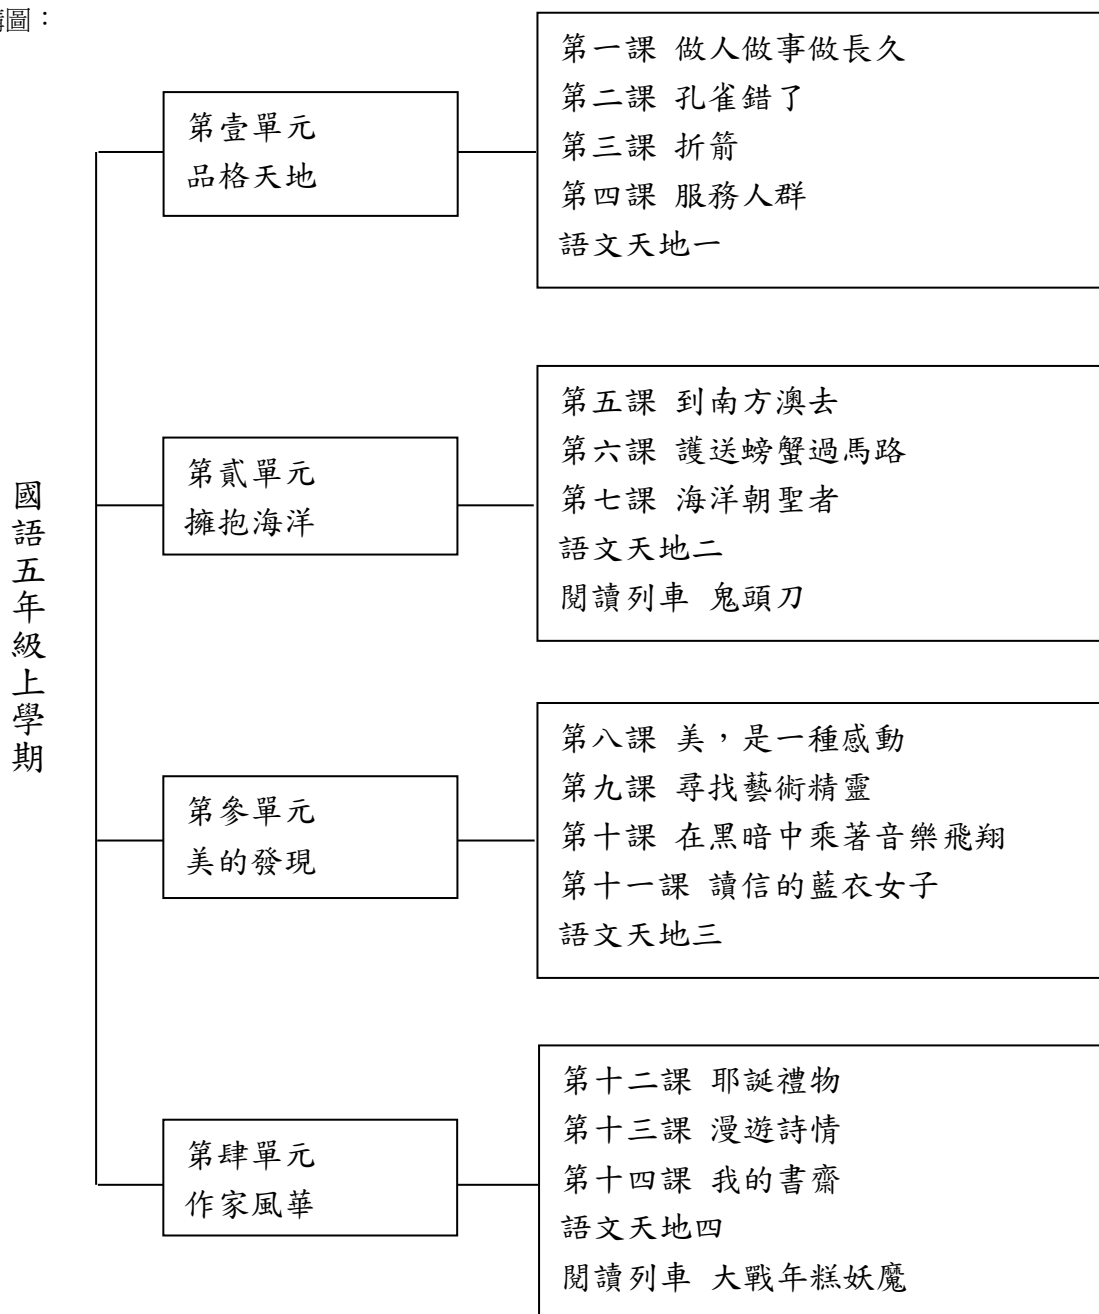 構圖：
國語五年級上學期
第壹單元
品格天地
第一課 做人做事做長久
第二課 孔雀錯了
第三課 折箭
第四課 服務人群
語文天地一
第貳單元
擁抱海洋
第五課 到南方澳去
第六課 護送螃蟹過馬路
第七課 海洋朝聖者
語文天地二
閱讀列車 鬼頭刀
第參單元
美的發現
第八課 美，是一種感動
第九課 尋找藝術精靈
第十課 在黑暗中乘著音樂飛翔
第十一課 讀信的藍衣女子
語文天地三
第肆單元
作家風華
第十二課 耶誕禮物
第十三課 漫遊詩情
第十四課 我的書齋
語文天地四
閱讀列車 大戰年糕妖魔